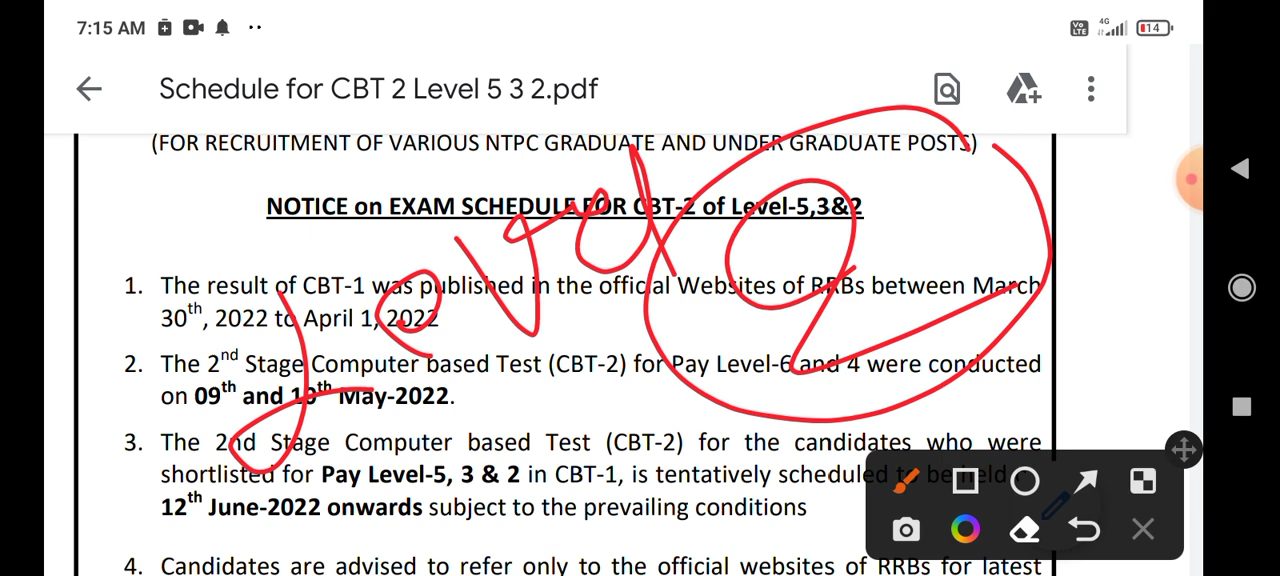 7:15 AM
Vo LTE 4G 14
Schedule for CBT 2 Level 5 3 2.pdf
(FOR RECRUITMENT OF VARIOUS NTPC GRADUATE AND UNDER GRADUATE POSTS)
NOTICE on EXAM SCHEDULE FOR CBT-2 of Level-5,3&2
Level 2
1. The result of CBT-1 was published in the official Websites of RRBs between March
30th, 2022 to April 1, 2022
2. The 2nd Stage Computer based Test (CBT-2) for Pay Level-6 and 4 were conducted
on 09th and 10th May-2022.
3. The 2nd Stage Computer based Test (CBT-2) for the candidates who were
shortlisted for Pay Level-5, 3 & 2 in CBT-1, is tentatively scheduled to be held
12th June-2022 onwards subject to the prevailing conditions
4. Candidates are advised to refer only to the official websites of RRBs for latest